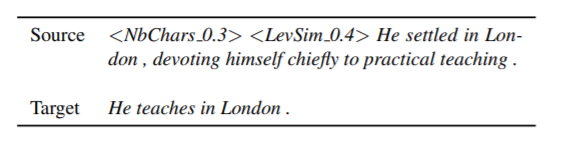 Source <NbChars_0.3> <LevSim_0.4> He settled in Lon-
don , devoting himself chiefly to practical teaching .
Target He teaches in London .